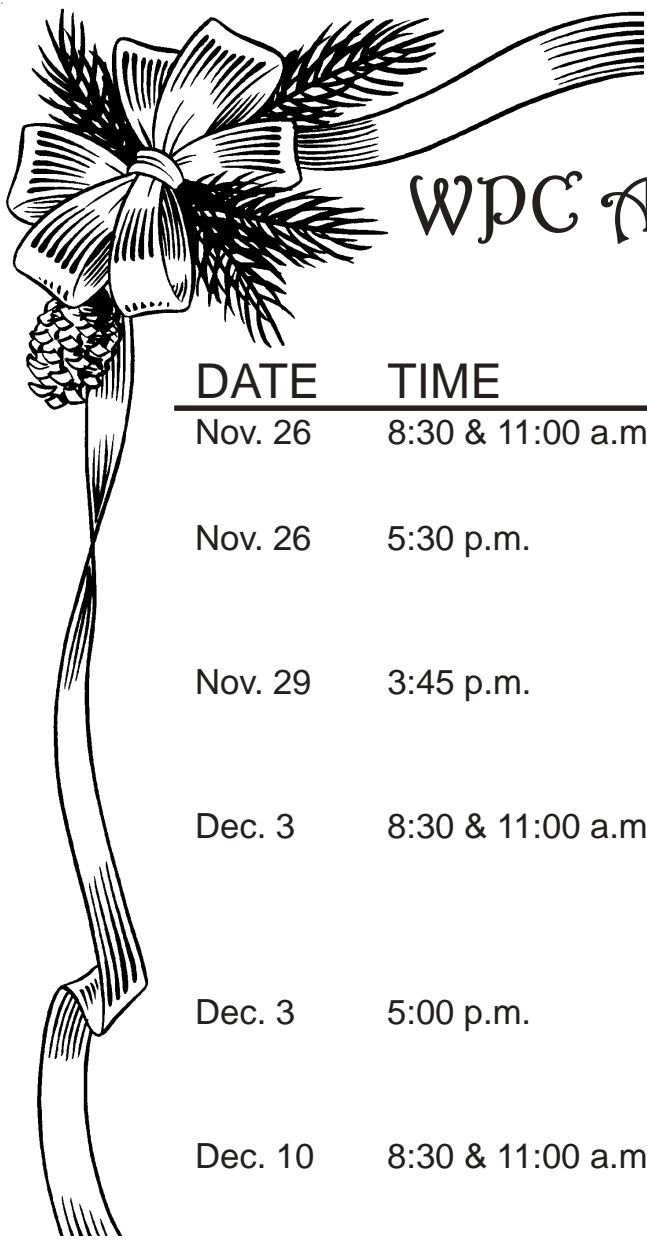 WPC A
DATE TIME
Nov. 26 8:30 & 11:00 a.m
Nov. 26 5:30 p.m.
Nov. 29 3:45 p.m.
Dec. 3 8:30 & 11:00 a.m
Dec. 3 5:00 p.m.
Dec. 10 8:30 & 11:00 a.m